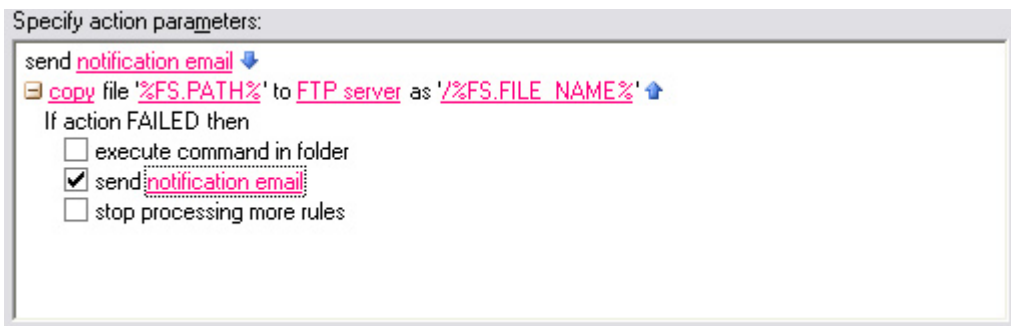 Specify action parameters:
send notification email
copy file '%FS.PATH%' to FTP server as '/%FS.FILE_NAME%'
If action FAILED then
execute command in folder
send notification email
stop processing more rules